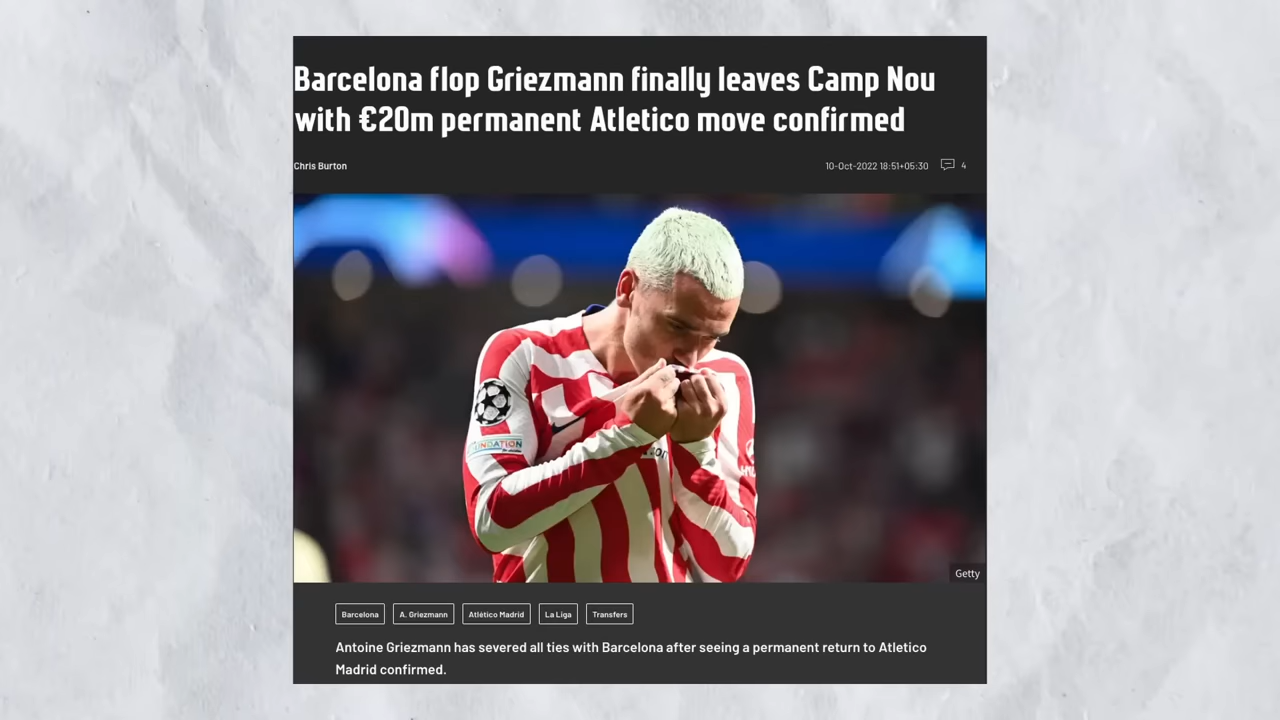 Barcelona flop Griezmann finally leaves Camp Nou
with €20m permanent Atletico move confirmed
Chris Burton
10-Oct-2022 18:51+05:30
4
UNDATION
Getty
Barcelona
A. Griezmann
Atlético Madrid
La Liga
Transfers
Antoine Griezmann has severed all ties with Barcelona after seeing a permanent return to Atletico
Madrid confirmed.